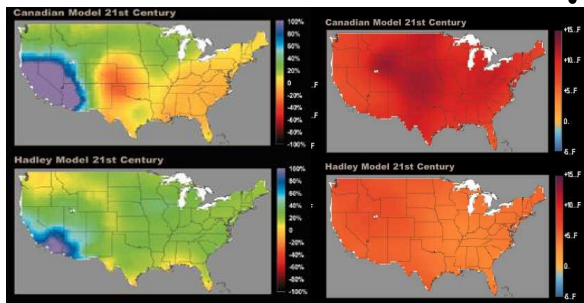 Canadian Model 21st Century
100%
80%
60%
40%
20%
0
-20%
-40%
-60%
-80%
-100%
Canadian Model 21st Century
+15..F
+10..F
+5..F
0.
-5..F
Hadley Model 21st Century
100%
80%
60%
40%
20%
0
-20%
-40%
-60%
-80%
-100%
Hadley Model 21st Century
+15..F
+10..F
+5..F
0.
-5..F